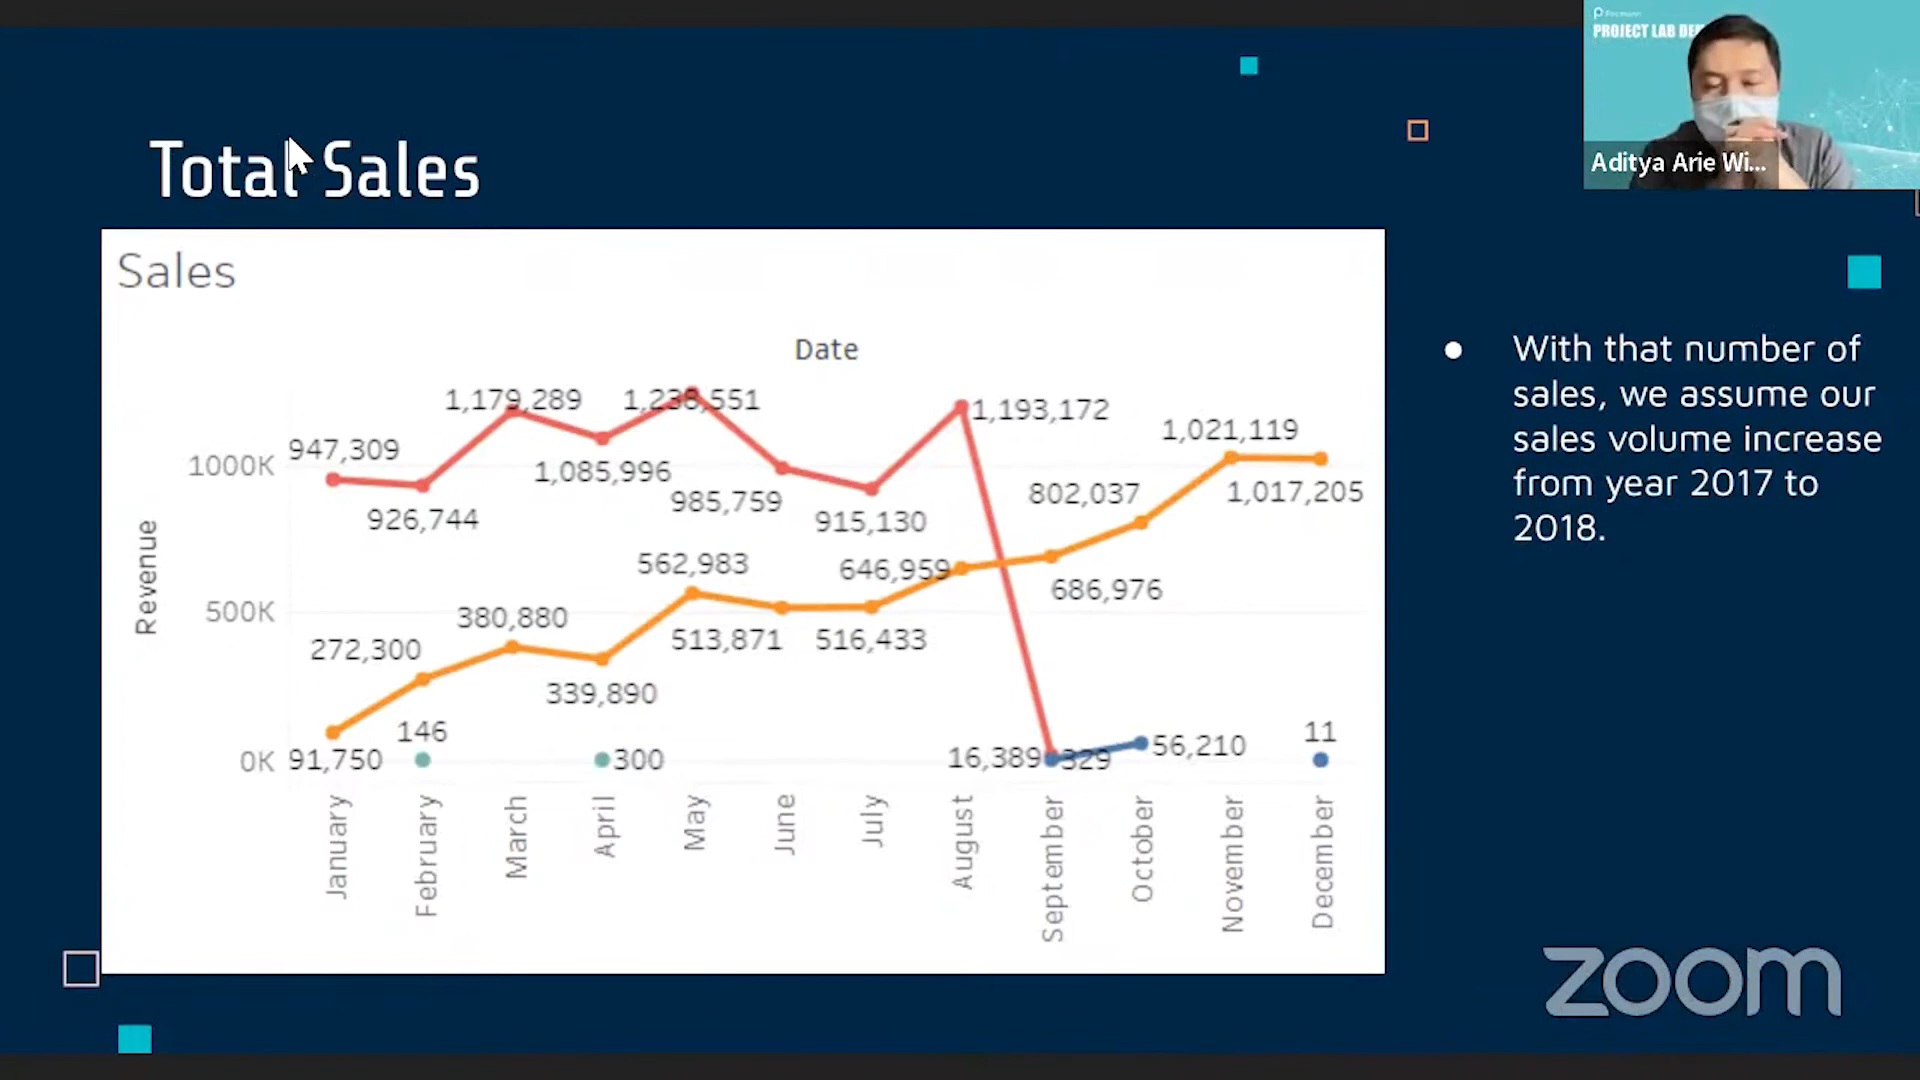 PROJECT LAB DE
Aditya Arie Wi...
Total Sales
Sales
Date
Revenue
1000K
500K
0K
947,309
926,744
1,179,289
1,085,996
1,238,551
985,759
915,130
1,193,172
16,389
91,750
272,300
380,880
339,890
562,983
513,871
516,433
646,959
686,976
802,037
1,021,119
1,017,205
146
300
329
56,210
11
January
February
March
April
May
June
July
August
September
October
November
December
● With that number of
sales, we assume our
sales volume increase
from year 2017 to
2018.
zoom